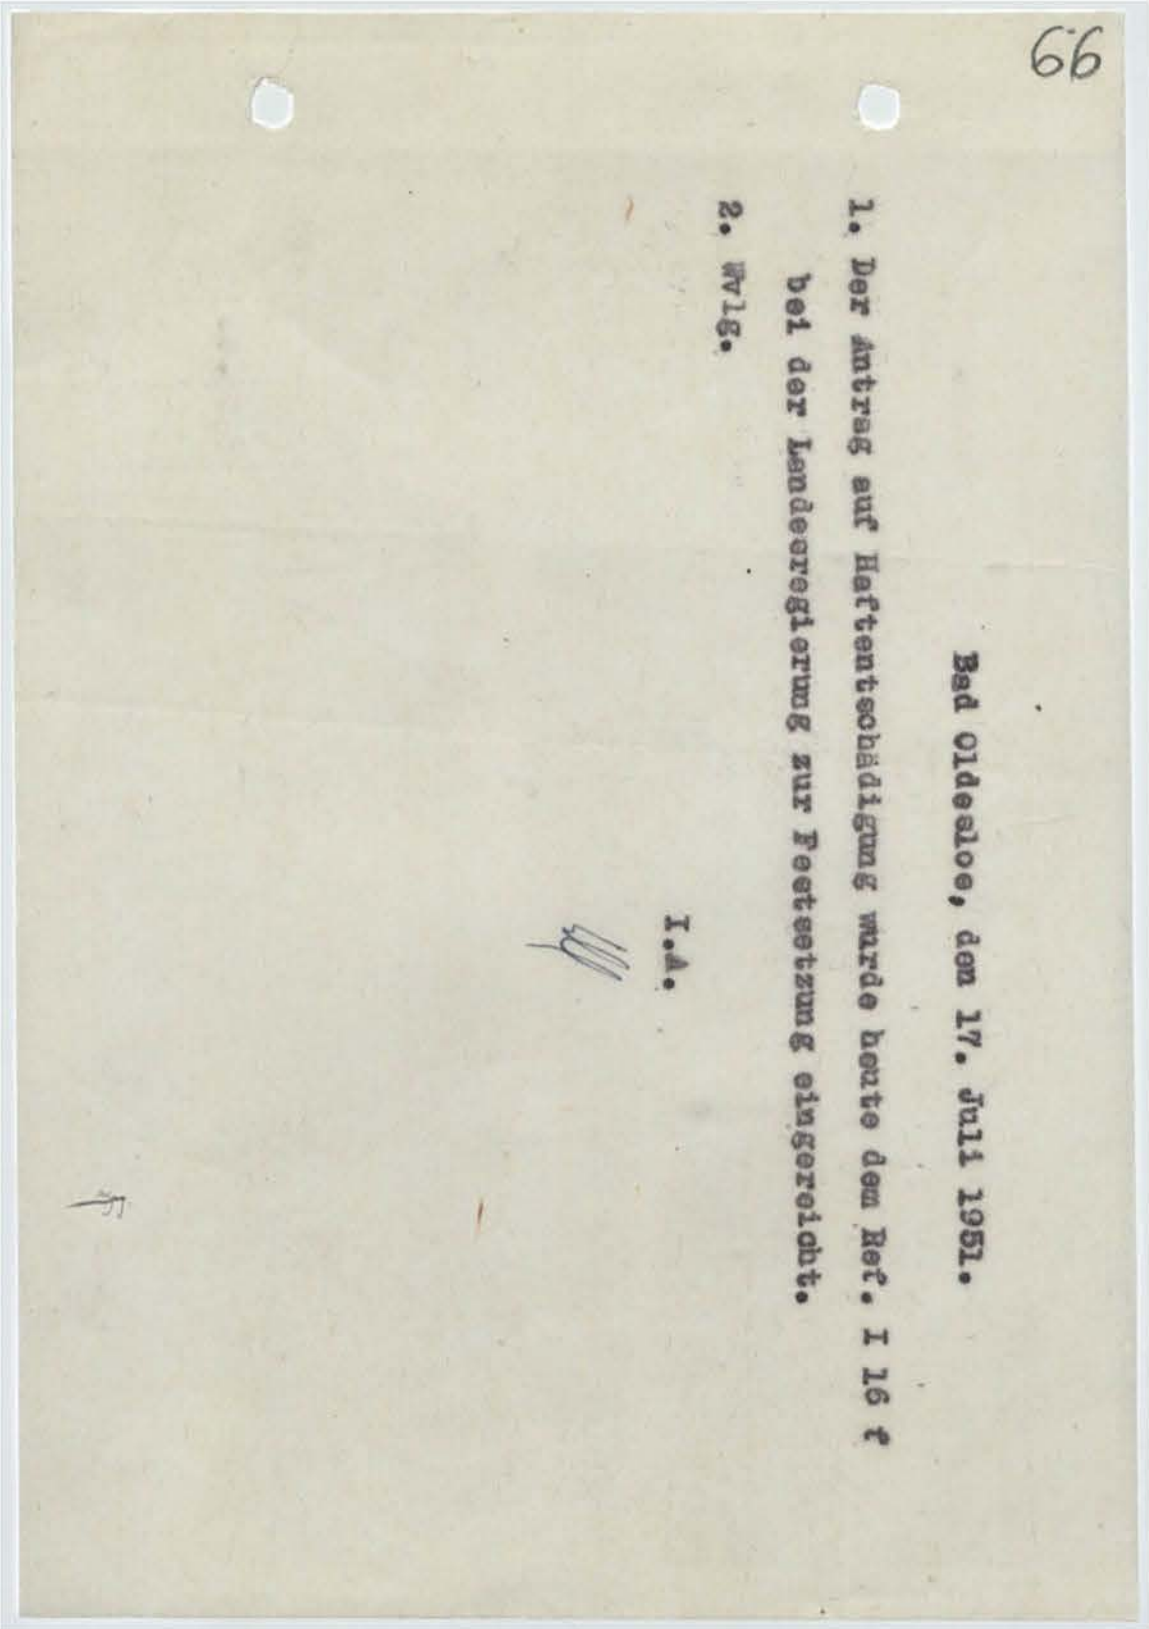 66
Bad Oldesloe, den 17. Juli 1951.
1. Der Antrag auf Haftentschädigung wurde heute dem Ref. I 16 f
bei der Landesregierung zur Festsetzung eingereicht.
2. Wvlg.
I.A.